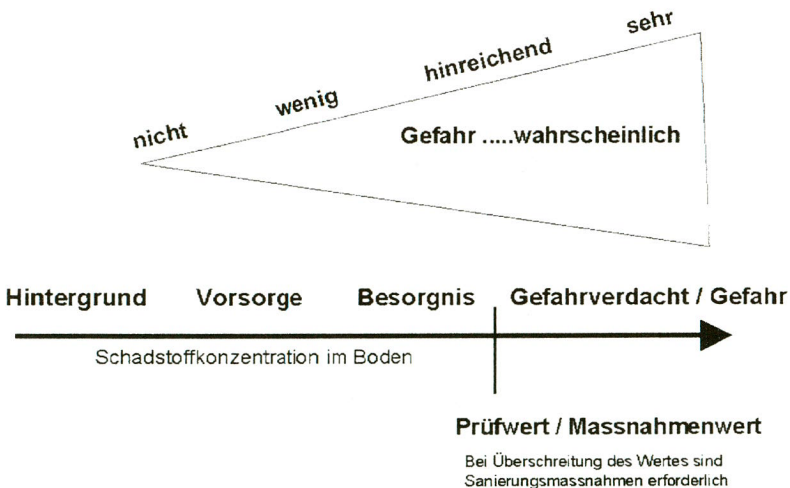 sehr
hinreichend
wenig
nicht
Gefahr .....wahrscheinlich
Hintergrund Vorsorge Besorgnis Gefahrverdacht / Gefahr
Schadstoffkonzentration im Boden
Prüfwert / Massnahmenwert
Bei Überschreitung des Wertes sind
Sanierungsmassnahmen erforderlich